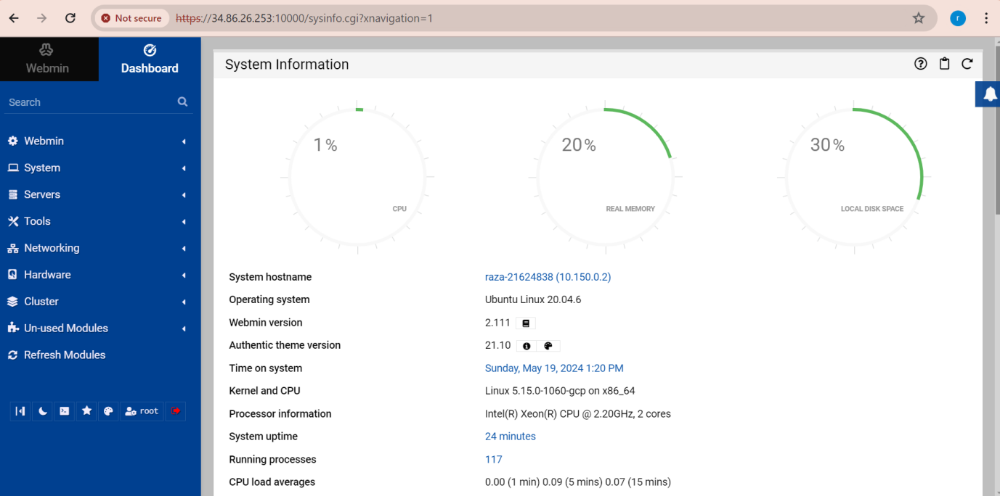 Not secure https://34.86.26.253:10000/sysinfo.cgi?xnavigation=1 r
Webmin
Dashboard
Search
Webmin
System
Servers
Tools
Networking
Hardware
Cluster
Un-used Modules
Refresh Modules
root
System Information
1%
CPU
20%
REAL MEMORY
30%
LOCAL DISK SPACE
System hostname raza-21624838 (10.150.0.2)
Operating system Ubuntu Linux 20.04.6
Webmin version 2.111
Authentic theme version 21.10
Time on system Sunday, May 19, 2024 1:20 PM
Kernel and CPU Linux 5.15.0-1060-gcp on x86_64
Processor information Intel(R) Xeon(R) CPU @ 2.20GHz, 2 cores
System uptime 24 minutes
Running processes 117
CPU load averages 0.00 (1 min) 0.09 (5 mins) 0.07 (15 mins)